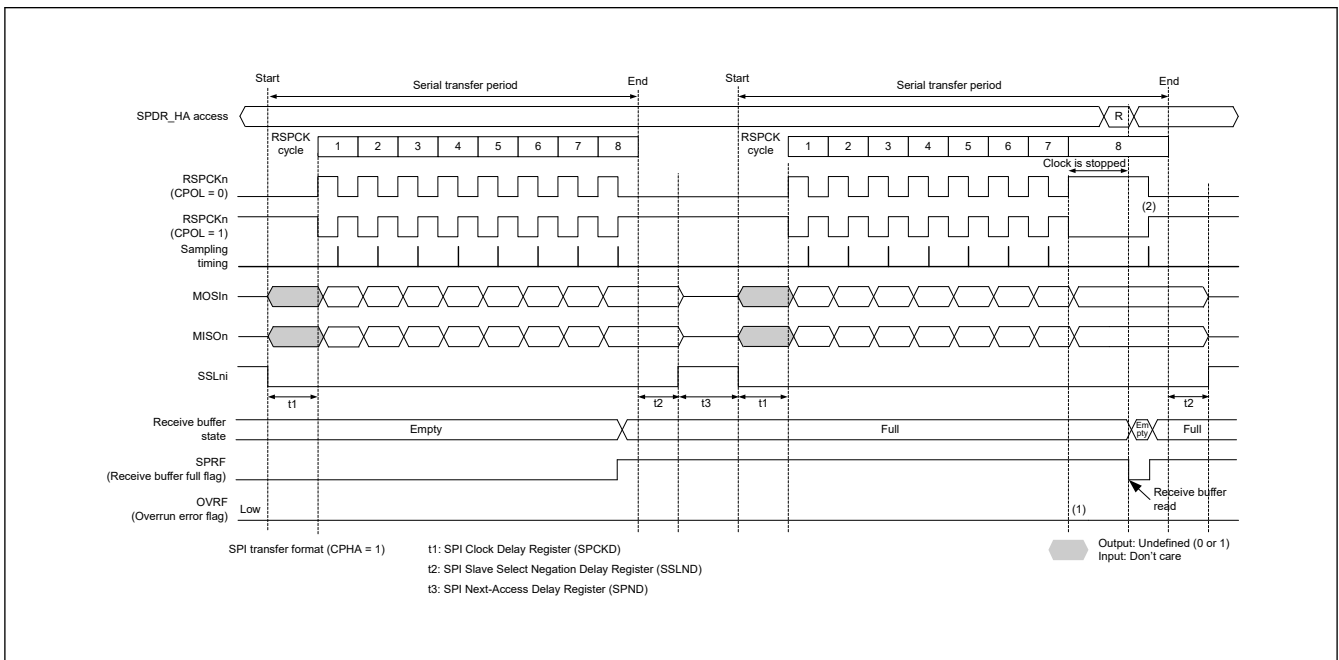 Start
Serial transfer period
End
Start
Serial transfer period
End
SPDR_HA access
R
RSPCK
cycle
1 2 3 4 5 6 7 8
RSPCK
cycle
1 2 3 4 5 6 7 8
Clock is stopped
RSPCKn
(CPOL = 0)
(2)
RSPCKn
(CPOL = 1)
Sampling
timing
MOSIn
MISOn
SSLni
t1
t2
t3
t1
t2
Receive buffer
state
Empty
Full
Em
pty
Full
SPRF
(Receive buffer full flag)
Receive buffer
read
OVRF
(Overrun error flag)
Low
(1)
SPI transfer format (CPHA = 1)
t1: SPI Clock Delay Register (SPCKD)
t2: SPI Slave Select Negation Delay Register (SSLND)
t3: SPI Next-Access Delay Register (SPND)
Output: Undefined (0 or 1)
Input: Don't care